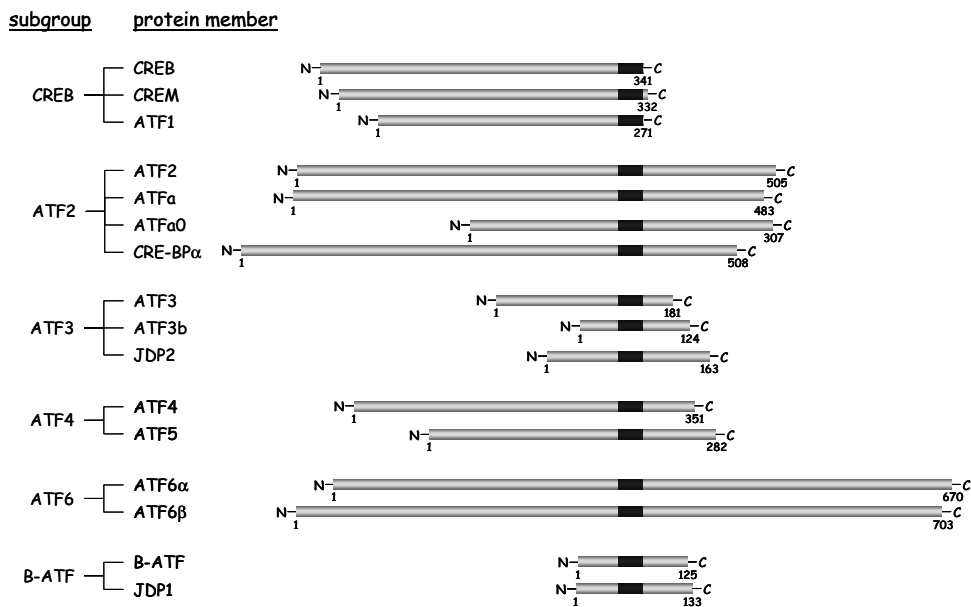 subgroup protein member
CREB
N CREB C
1 341
N CREM C
1 332
N ATF1 C
1 271
ATF2
N ATF2 C
1 505
N ATFa C
1 483
N ATFa0 C
1 307
N CRE-BPα C
1 508
ATF3
N ATF3 C
1 181
N ATF3b C
1 124
N JDP2 C
1 163
ATF4
N ATF4 C
1 351
N ATF5 C
1 282
ATF6
N ATF6α C
1 670
N ATF6β C
1 703
B-ATF
N B-ATF C
1 125
N JDP1 C
1 133